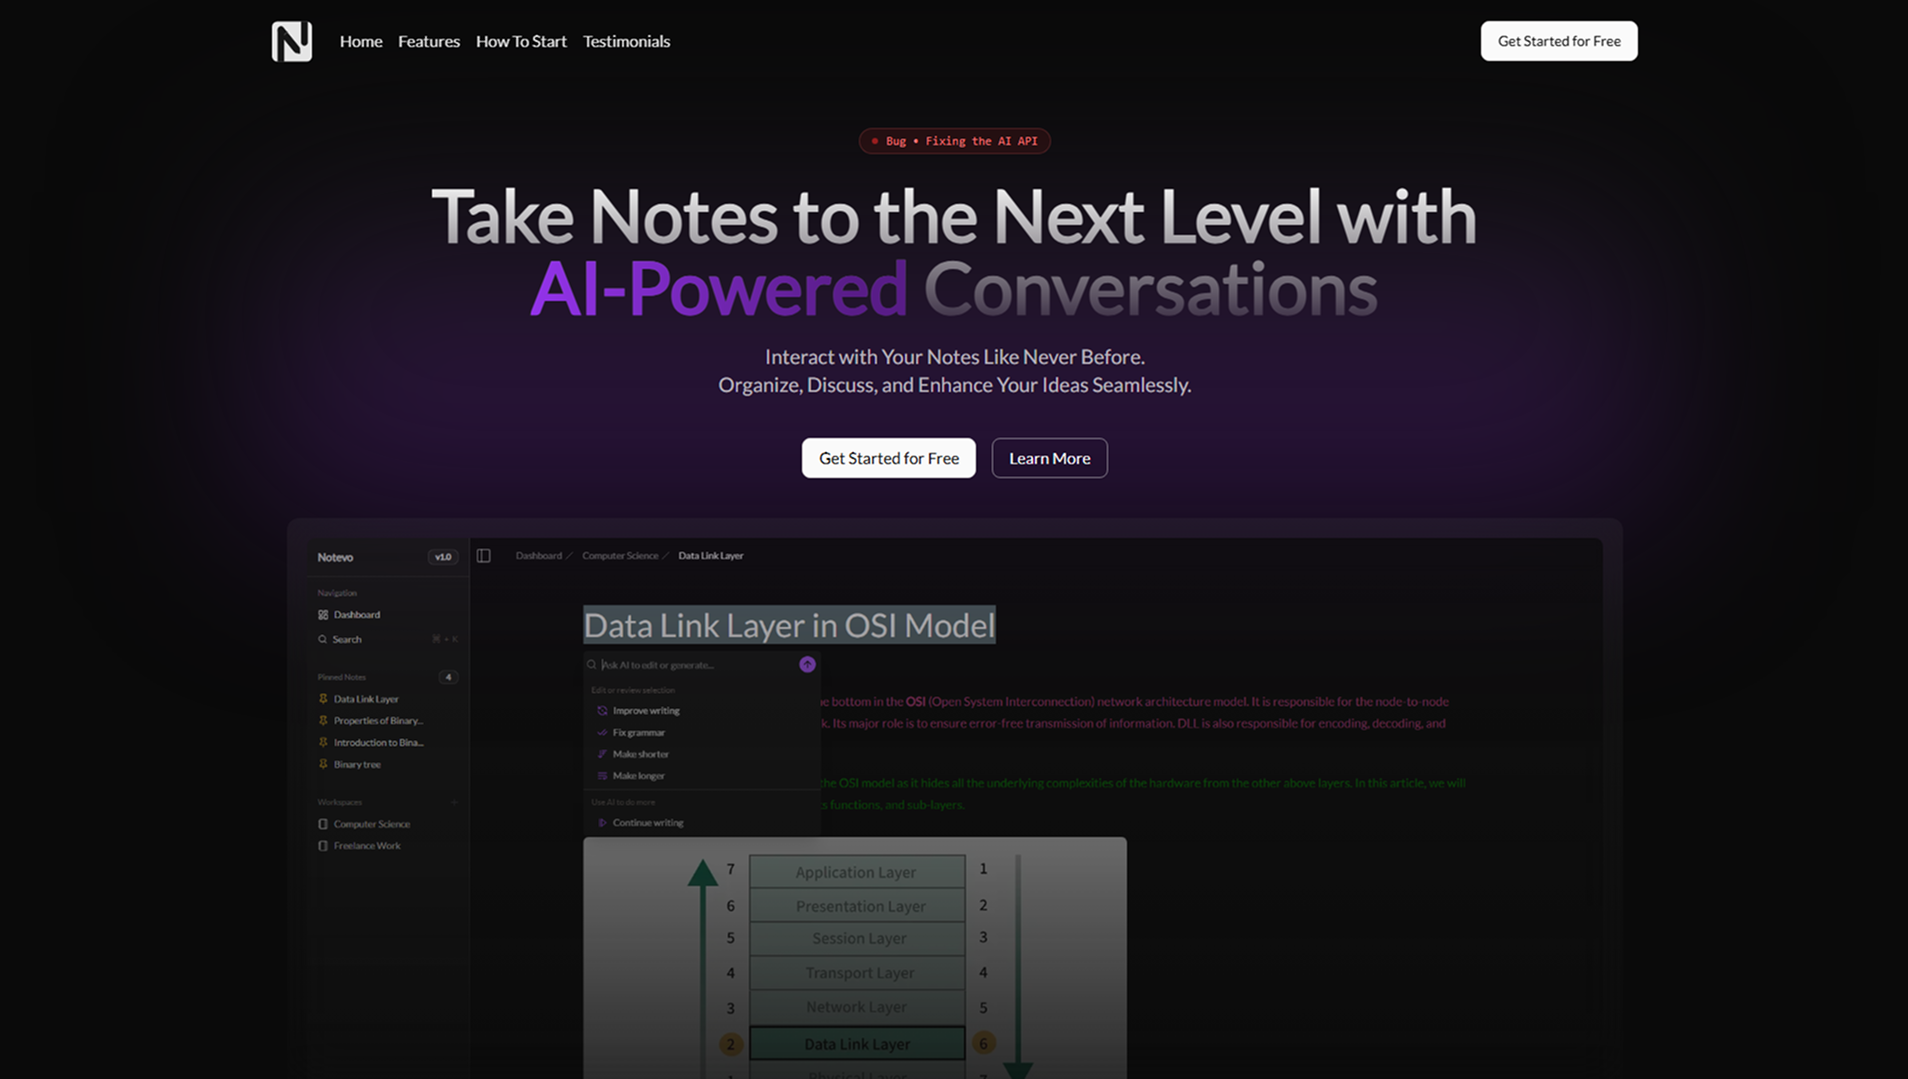 N
Home Features How To Start Testimonials
Get Started for Free
Bug • Fixing the AI API
Take Notes to the Next Level with
AI-Powered Conversations
Interact with Your Notes Like Never Before.
Organize, Discuss, and Enhance Your Ideas Seamlessly.
Get Started for Free
Learn More
Notevo v1.0
Navigation
Dashboard
Search ⌘ + K
Pinned Notes 4
Data Link Layer
Properties of Binary...
Introduction to Bina...
Binary tree
Workspaces +
Computer Science
Freelance Work
Dashboard / Computer Science / Data Link Layer
Data Link Layer in OSI Model
Ask AI to edit or generate...
Edit or review selection
Improve writing
Fix grammar
Make shorter
Make longer
Use AI to do more
Continue writing
bottom in the OSI (Open System Interconnection) network architecture model. It is responsible for the node-to-node
Its major role is to ensure error-free transmission of information. DLL is also responsible for encoding, decoding, and
the OSI model as it hides all the underlying complexities of the hardware from the other above layers. In this article, we will
functions, and sub-layers.
7 Application Layer 1
6 Presentation Layer 2
5 Session Layer 3
4 Transport Layer 4
3 Network Layer 5
2 Data Link Layer 6
Physical Layer